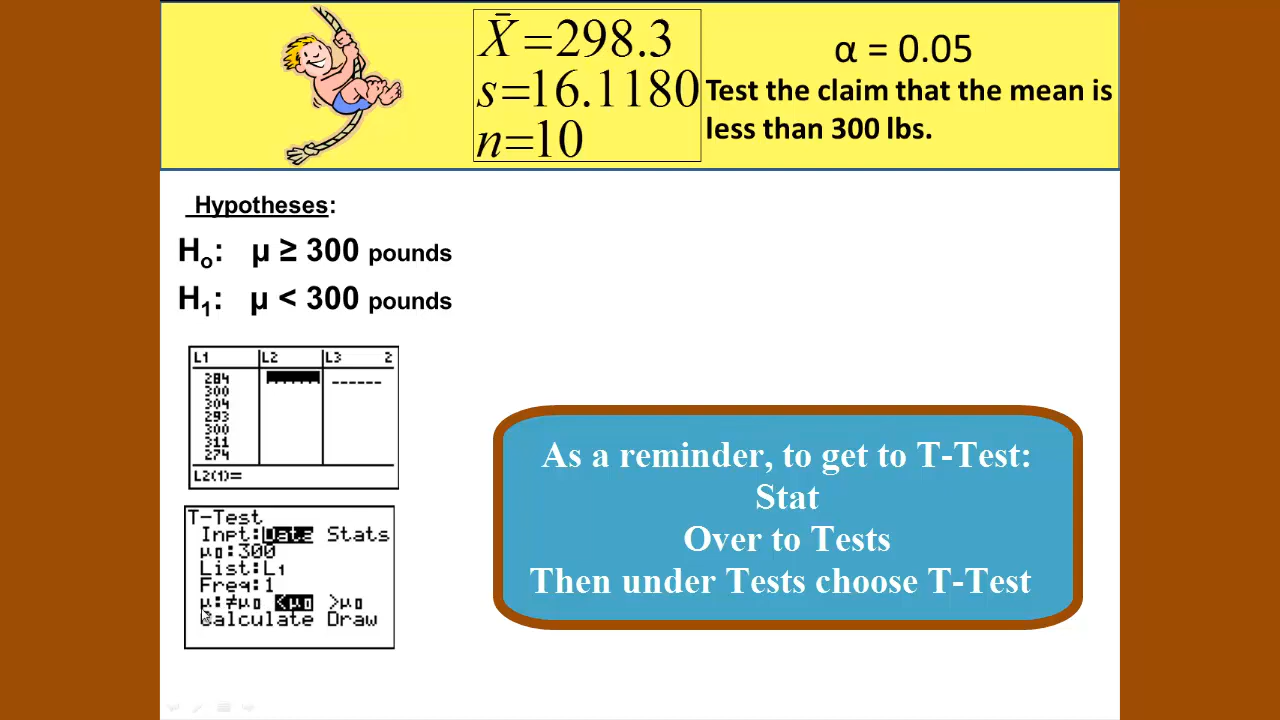 X̄=298.3
s=16.1180
n=10
α = 0.05
Test the claim that the mean is
less than 300 lbs.
Hypotheses:
Ho: μ ≥ 300 pounds
H1: μ < 300 pounds
L1 L2 L3 2
284 ------
300
304
293
300
311
274
L2(1)=
T-Test
Inpt:Data Stats
μ0:300
List:L1
Freq:1
μ:≠μ0 <μ0 >μ0
Calculate Draw
As a reminder, to get to T-Test:
Stat
Over to Tests
Then under Tests choose T-Test